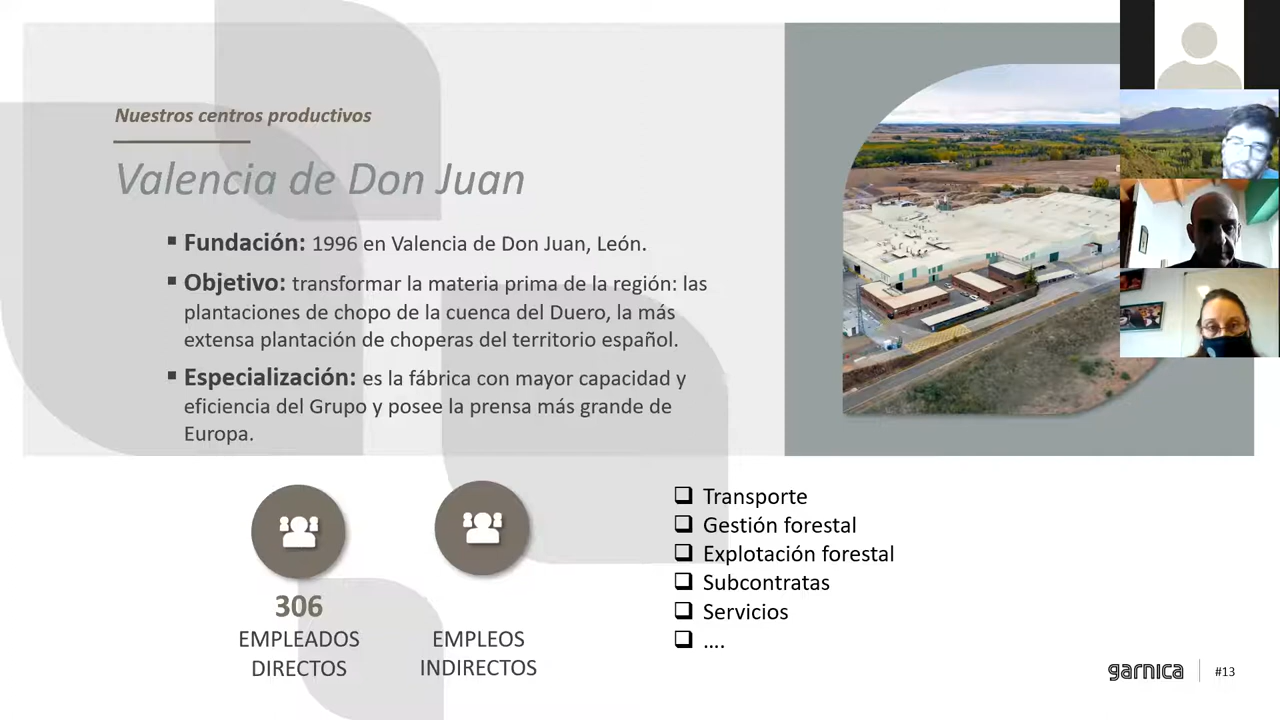 Nuestros centros productivos
Valencia de Don Juan
▪ Fundación: 1996 en Valencia de Don Juan, León.
▪ Objetivo: transformar la materia prima de la región: las
plantaciones de chopo de la cuenca del Duero, la más
extensa plantación de choperas del territorio español.
▪ Especialización: es la fábrica con mayor capacidad y
eficiencia del Grupo y posee la prensa más grande de
Europa.
306
EMPLEADOS
DIRECTOS
EMPLEOS
INDIRECTOS
❑ Transporte
❑ Gestión forestal
❑ Explotación forestal
❑ Subcontratas
❑ Servicios
❑ ....
garnica
#13